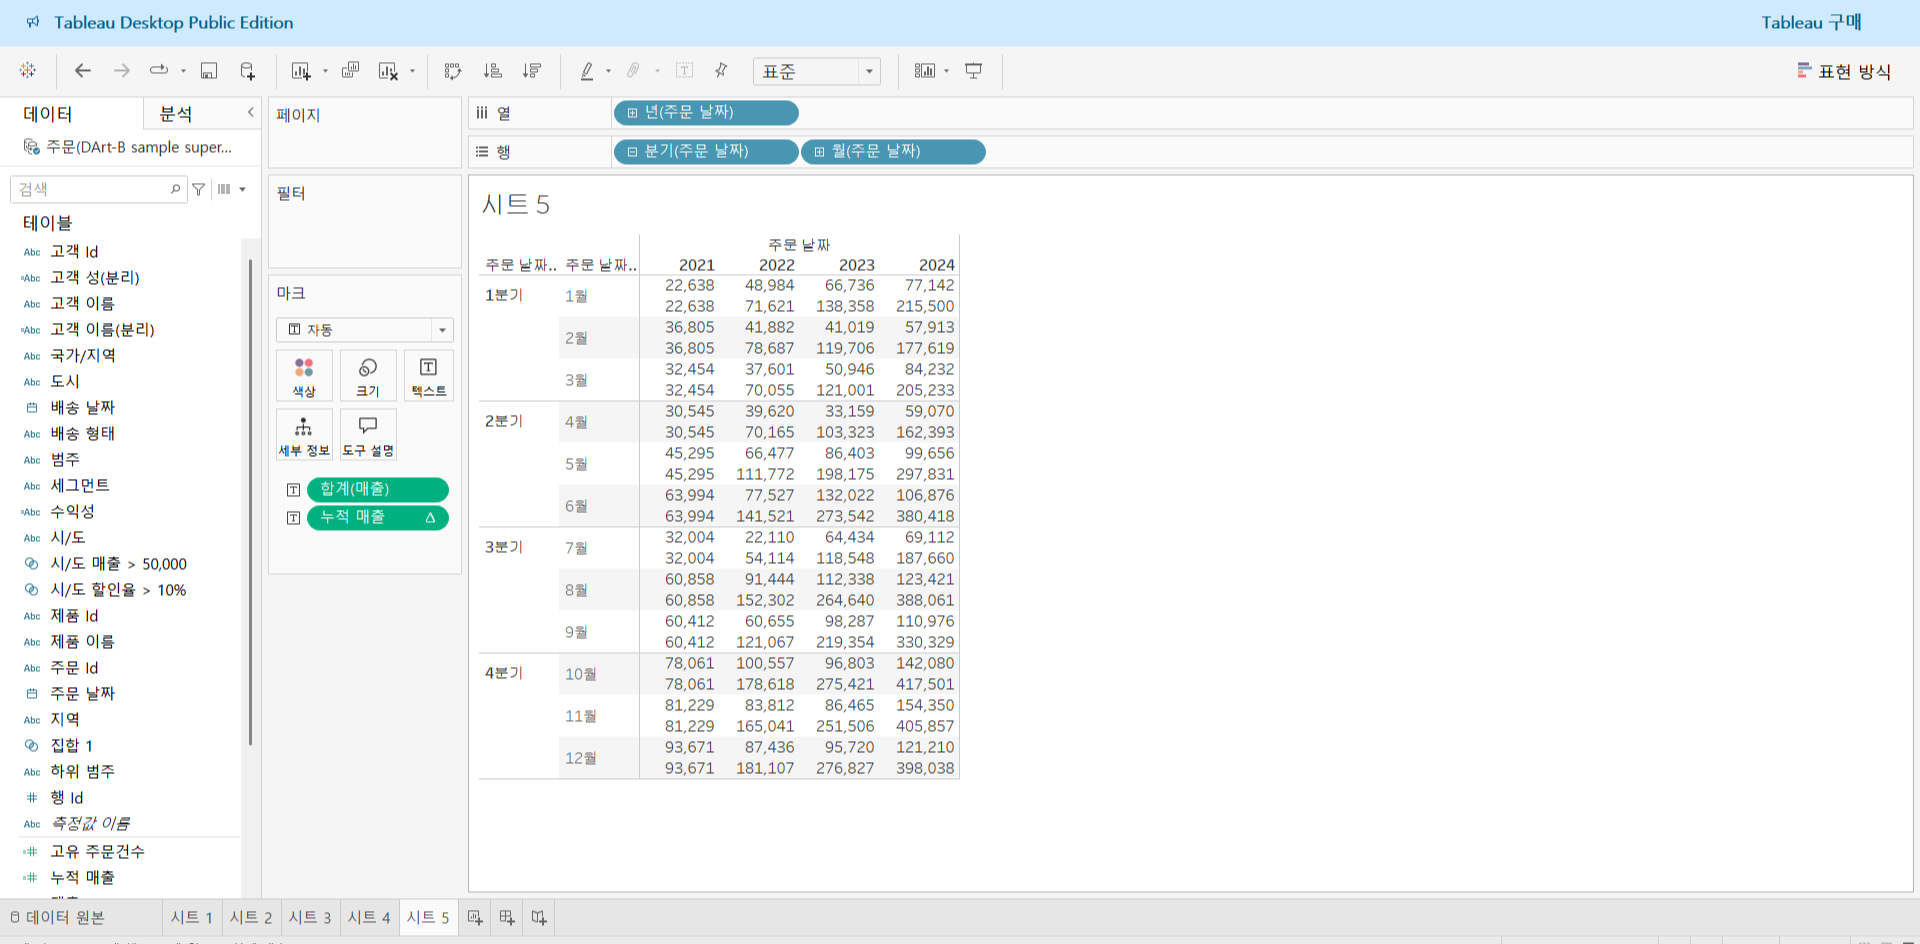 Tableau Desktop Public Edition
Tableau 구매
표준
표현 방식
데이터
분석
주문(DArt-B sample super...
검색
테이블
Abc 고객 Id
=Abc 고객 성(분리)
Abc 고객 이름
=Abc 고객 이름(분리)
Abc 국가/지역
Abc 도시
배송 날짜
Abc 배송 형태
Abc 범주
Abc 세그먼트
=Abc 수익성
Abc 시/도
시/도 매출 > 50,000
시/도 할인율 > 10%
Abc 제품 Id
Abc 제품 이름
Abc 주문 Id
주문 날짜
Abc 지역
집합 1
Abc 하위 범주
# 행 Id
Abc 측정값 이름
=# 고유 주문건수
=# 누적 매출
페이지
필터
마크
자동
색상
크기
텍스트
세부 정보
도구 설명
합계(매출)
누적 매출 Δ
열
년(주문 날짜)
행
분기(주문 날짜)
월(주문 날짜)
시트 5
주문 날짜
주문 날짜.. 주문 날짜.. 2021 2022 2023 2024
1분기 1월 22,638 48,984 66,736 77,142
22,638 71,621 138,358 215,500
2월 36,805 41,882 41,019 57,913
36,805 78,687 119,706 177,619
3월 32,454 37,601 50,946 84,232
32,454 70,055 121,001 205,233
2분기 4월 30,545 39,620 33,159 59,070
30,545 70,165 103,323 162,393
5월 45,295 66,477 86,403 99,656
45,295 111,772 198,175 297,831
6월 63,994 77,527 132,022 106,876
63,994 141,521 273,542 380,418
3분기 7월 32,004 22,110 64,434 69,112
32,004 54,114 118,548 187,660
8월 60,858 91,444 112,338 123,421
60,858 152,302 264,640 388,061
9월 60,412 60,655 98,287 110,976
60,412 121,067 219,354 330,329
4분기 10월 78,061 100,557 96,803 142,080
78,061 178,618 275,421 417,501
11월 81,229 83,812 86,465 154,350
81,229 165,041 251,506 405,857
12월 93,671 87,436 95,720 121,210
93,671 181,107 276,827 398,038
데이터 원본
시트 1
시트 2
시트 3
시트 4
시트 5